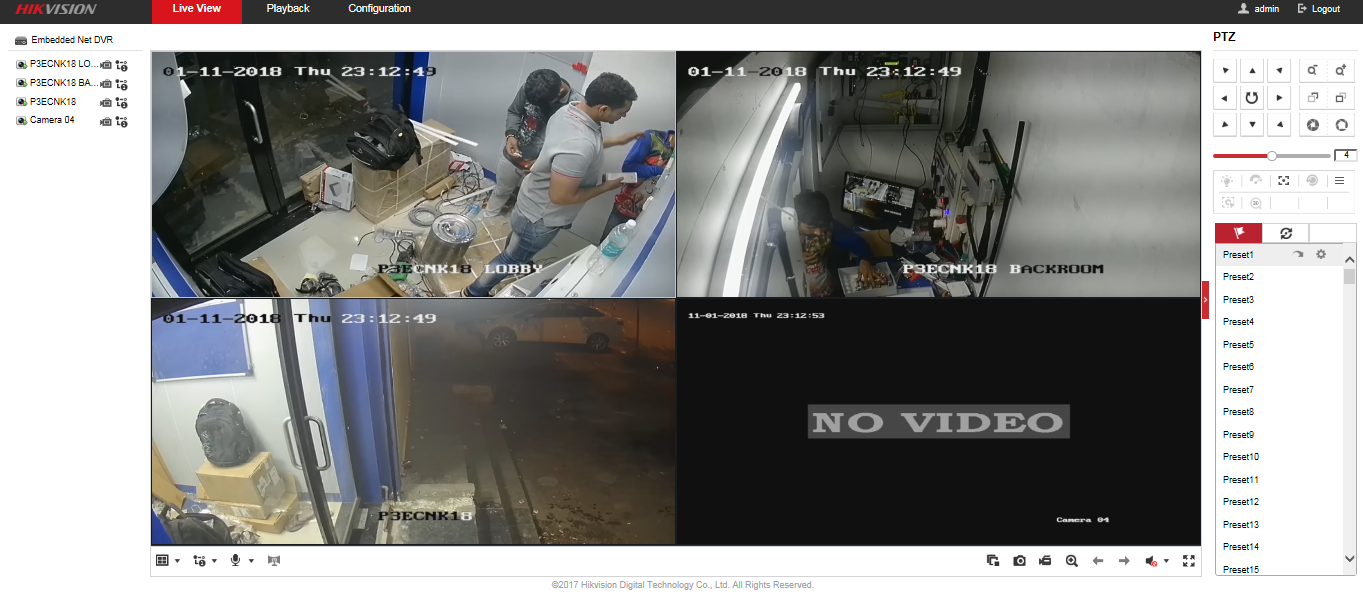 HIKVISION Live View Playback Configuration admin Logout
Embedded Net DVR
P3ECNK18 LO...
P3ECNK18 BA...
P3ECNK18
Camera 04
01-11-2018 Thu 23:12:49
P3ECNK18 LOBBY
01-11-2018 Thu 23:12:49
P3ECNK18 BACKROOM
01-11-2018 Thu 23:12:49
P3ECNK18
11-01-2018 Thu 23:12:53
NO VIDEO
Camera 04
PTZ
4
3D
Preset1
Preset2
Preset3
Preset4
Preset5
Preset6
Preset7
Preset8
Preset9
Preset10
Preset11
Preset12
Preset13
Preset14
Preset15
©2017 Hikvision Digital Technology Co., Ltd. All Rights Reserved.